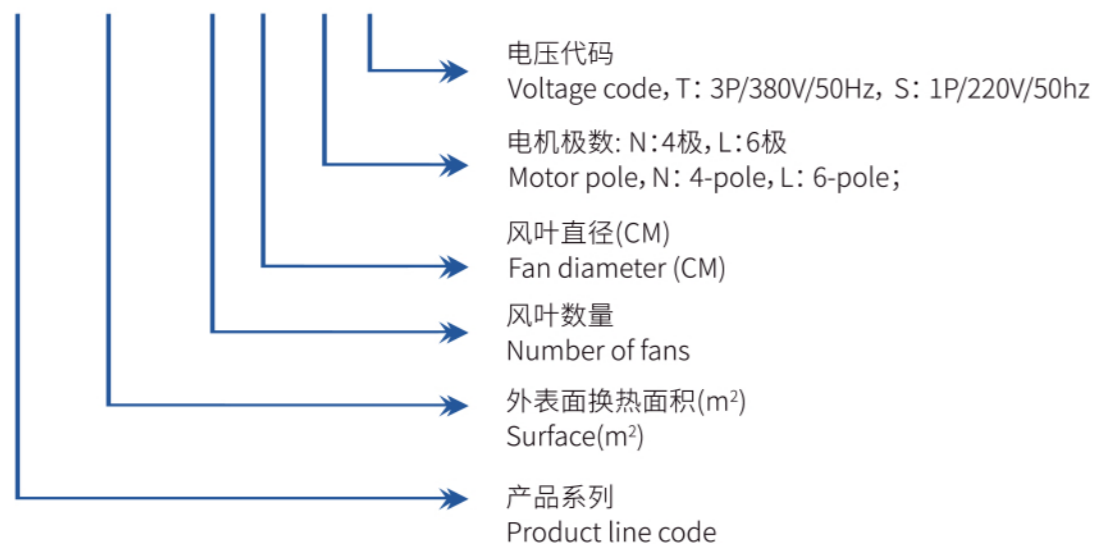 电压代码
Voltage code，T：3P/380V/50Hz，S：1P/220V/50hz
电机极数: N：4极，L：6极
Motor pole，N：4-pole，L：6-pole；
风叶直径(CM)
Fan diameter (CM)
风叶数量
Number of fans
外表面换热面积(m²)
Surface(m²)
产品系列
Product line code